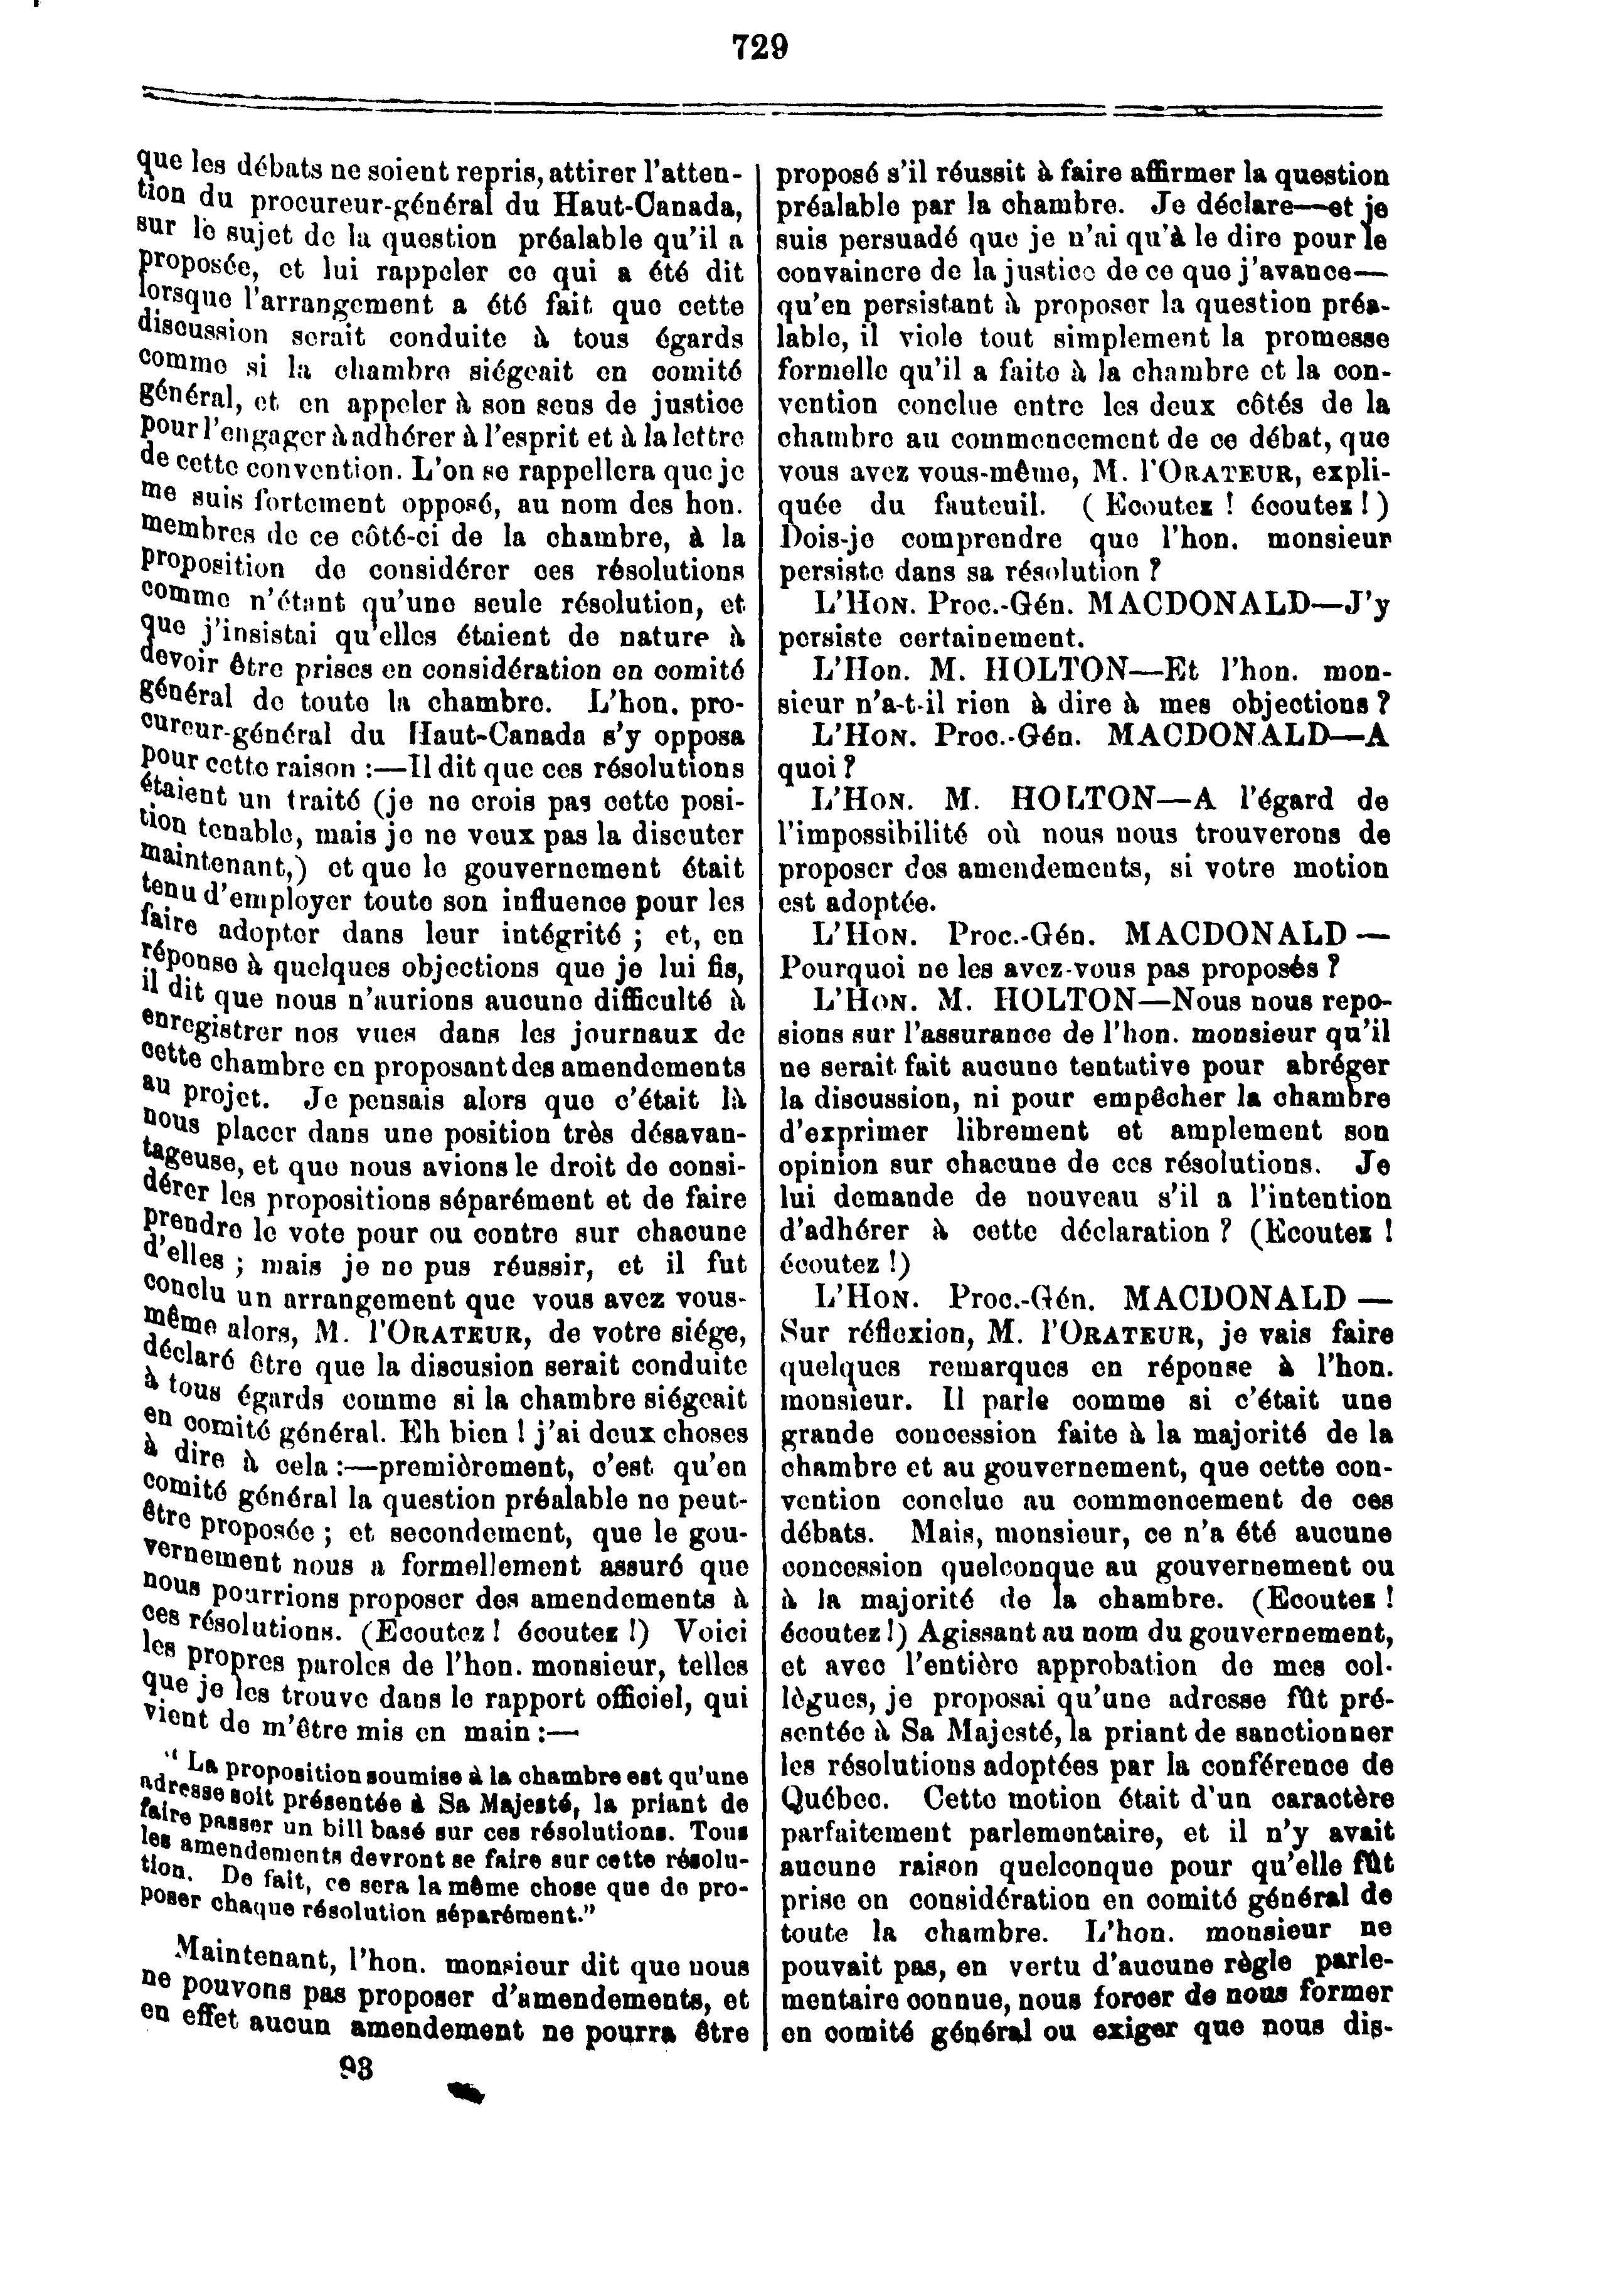 729
que les débats ne soient repris, attirer l'atten-
tion du procureur-général du Haut-Canada,
sur le sujet de la question préalable qu'il a
proposée, et lui rappeler ce qui a été dit
lorsque l'arrangement a été fait que cette
discussion serait conduite à tous égards
comme si la chambre siégeait en comité
général, et en appeler à son sens de justice
pour l'engager à adhérer à l'esprit et à la lettre
de cette convention. L'on se rappellera que je
me suis fortement opposé, au nom des hon.
membres de ce côté-ci de la chambre, à la
proposition de considérer ces résolutions
comme n'étant qu'une seule résolution, et
que j'insistai qu'elles étaient de nature à
devoir être prises en considération en comité
général de toute la chambre. L'hon. pro-
cureur-général du Haut-Canada s'y opposa
pour cette raison :—Il dit que ces résolutions
étaient un traité (je ne crois pas cette posi-
tion tenable, mais je ne veux pas la discuter
maintenant,) et que le gouvernement était
tenu d'employer toute son influence pour les
faire adopter dans leur intégrité ; et, en
réponse à quelques objections que je lui fis,
il dit que nous n'aurions aucune difficulté à
enregistrer nos vues dans les journaux de
cette chambre en proposant des amendements
au projet. Je pensais alors que c'était là
nous placer dans une position très désavan-
tageuse, et que nous avions le droit de consi-
dérer les propositions séparément et de faire
prendre le vote pour ou contre sur chacune
d'elles ; mais je ne pus réussir, et il fut
conclu un arrangement que vous avez vous-
même alors, M. l'ORATEUR, de votre siége,
déclaré être que la discusion serait conduite
à tous égards comme si la chambre siégeait
en comité général. Eh bien ! j'ai deux choses
à dire à cela :—premièrement, c'est qu'en
comité général la question préalable ne peut-
être proposée ; et secondement, que le gou-
vernement nous a formellement assuré que
nous pourrions proposer des amendements à
ces résolutions. (Ecoutez ! écoutez !) Voici
les propres paroles de l'hon. monsieur, telles
que je les trouve dans le rapport officiel, qui
vient de m'être mis en main :—
" La proposition soumise à la chambre est qu'une
adresse soit présentée à Sa Majesté, la priant de
faire passer un bill basé sur ces résolutions. Tous
les amendements devront se faire sur cette résolu-
tion. De fait, ce sera la même chose que de pro-
poser chaque résolution séparément."
Maintenant, l'hon. monsieur dit que nous
ne pouvons pas proposer d'amendements, et
en effet aucun amendement ne pourra être
93
proposé s'il réussit à faire affirmer la question
préalable par la chambre. Je déclare—et je
suis persuadé que je n'ai qu'à le dire pour le
convaincre de la justice de ce que j'avance—
qu'en persistant à proposer la question préa-
lable, il viole tout simplement la promesse
formelle qu'il a faite à la chambre et la con-
vention conclue entre les deux côtés de la
chambre au commencement de ce débat, que
vous avez vous-même, M. l'ORATEUR, expli-
quée du fauteuil. ( Ecoutez ! écoutez !)
Dois-je comprendre que l'hon. monsieur
persiste dans sa résolution ?
L'HON. Proc.-Gén. MACDONALD—J'y
persiste certainement.
L'Hon. M. HOLTON—Et l'hon. mon-
sieur n'a-t-il rien à dire à mes objections ?
L'HON. Proc.-Gén. MACDONALD—A
quoi ?
L'HON. M. HOLTON—A l'égard de
l'impossibilité où nous nous trouverons de
proposer des amendements, si votre motion
est adoptée.
L'HON. Proc.-Gén. MACDONALD —
Pourquoi ne les avez-vous pas proposés ?
L'HON. M. HOLTON—Nous nous repo-
sions sur l'assurance de l'hon. monsieur qu'il
ne serait fait aucune tentative pour abréger
la discussion, ni pour empêcher la chambre
d'exprimer librement et amplement son
opinion sur chacune de ces résolutions. Je
lui demande de nouveau s'il a l'intention
d'adhérer à cette déclaration ? (Ecoutez !
écoutez !)
L'HON. Proc.-Gén. MACDONALD —
Sur réflexion, M. l'ORATEUR, je vais faire
quelques remarques en réponse à l'hon.
monsieur. Il parle comme si c'était une
grande concession faite à la majorité de la
chambre et au gouvernement, que cette con-
vention conclue au commencement de ces
débats. Mais, monsieur, ce n'a été aucune
concession quelconque au gouvernement ou
à la majorité de la chambre. (Ecoutez !
écoutez !) Agissant au nom du gouvernement,
et avec l'entière approbation de mes col-
lègues, je proposai qu'une adresse fût pré-
sentée à Sa Majesté, la priant de sanctionner
les résolutions adoptées par la conférence de
Québec. Cette motion était d'un caractère
parfaitement parlementaire, et il n'y avait
aucune raison quelconque pour qu'elle fût
prise en considération en comité général de
toute la chambre. L'hon. monsieur ne
pouvait pas, en vertu d'aucune règle parle-
mentaire connue, nous forcer de nous former
en comité général ou exiger que nous dis-